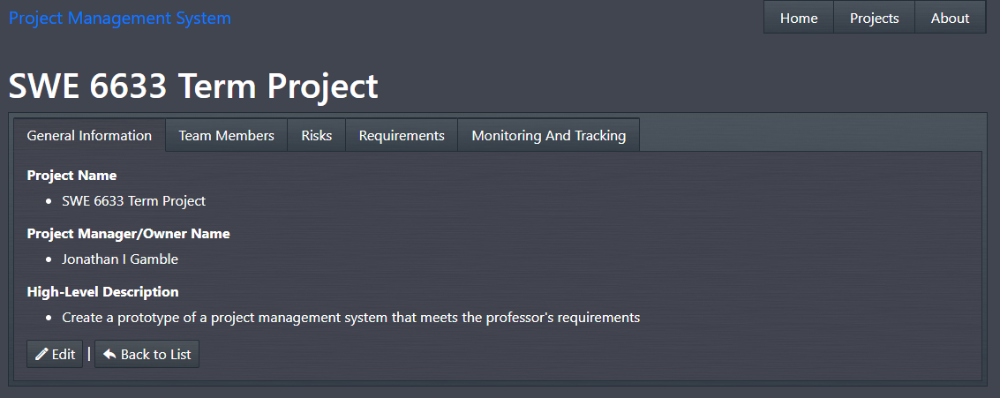 Project Management System
Home Projects About
SWE 6633 Term Project
General Information Team Members Risks Requirements Monitoring And Tracking
Project Name
SWE 6633 Term Project
Project Manager/Owner Name
Jonathan I Gamble
High-Level Description
Create a prototype of a project management system that meets the professor's requirements
Edit | Back to List